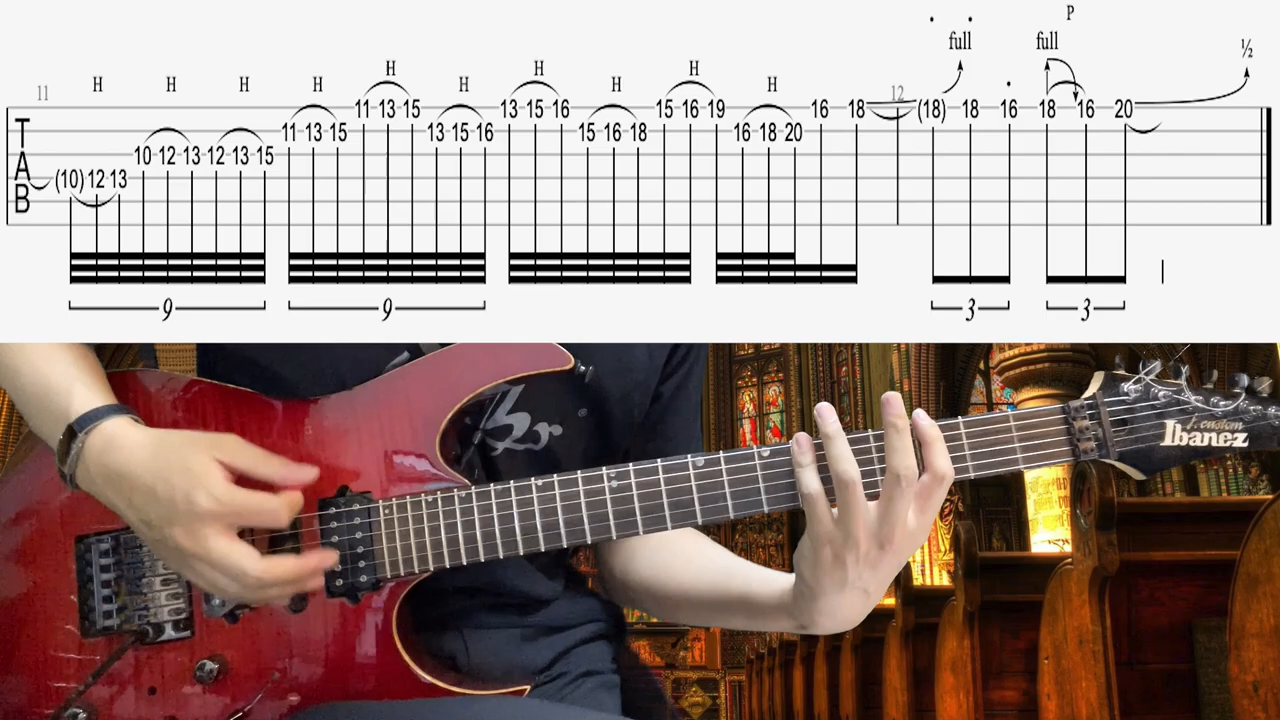 P
full full ½
H H H H H H H H H H
11 12
11 13 15 13 15 16 15 16 19 16 18 (18) 18 16 18 16 20
T 11 13 15 13 15 16 15 16 18 16 18 20
A 10 12 13 12 13 15
(10) 12 13
B
9 9 3 3
j. custom
Ibanez